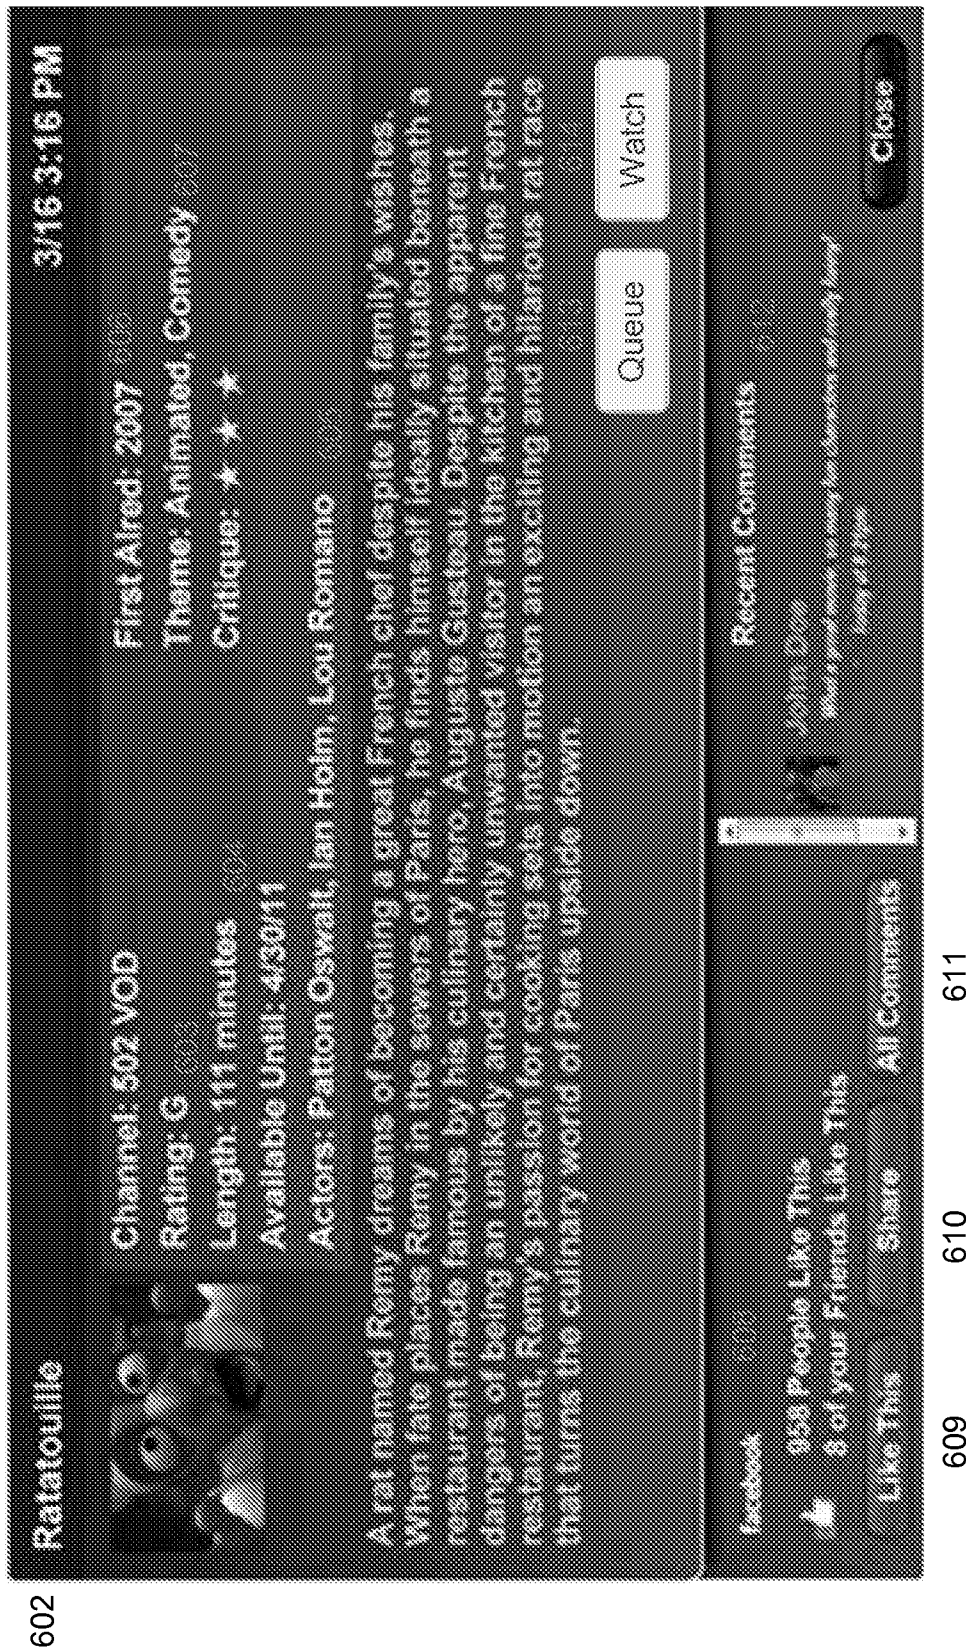 602
Ratatouille
3/16 3:16 PM
Channel: 502 VOD
First Aired: 2007
Rating: G
Theme: Animated, Comedy
Length: 111 minutes
Critique: ★ ★ ★
Available Until: 4/30/11
Actors: Patton Oswalt, Ian Holm, Lou Romano
A rat named Remy dreams of becoming a great French chef despite his family's wishes.
When fate places Remy in the sewers of Paris, he finds himself ideally situated beneath a
restaurant made famous by his culinary hero, Auguste Gusteau. Despite the apparent
dangers of being an unlikely and certainly unwanted visitor in the kitchen of a fine French
restaurant, Remy's passion for cooking sets into motion an exciting and hilarious rat race
that turns the culinary world of Paris upside down.
Queue
Watch
facebook
Recent Comments
955 People Like This
8 of your Friends Like This
Like This
Share
All Comments
Close
609
610
611